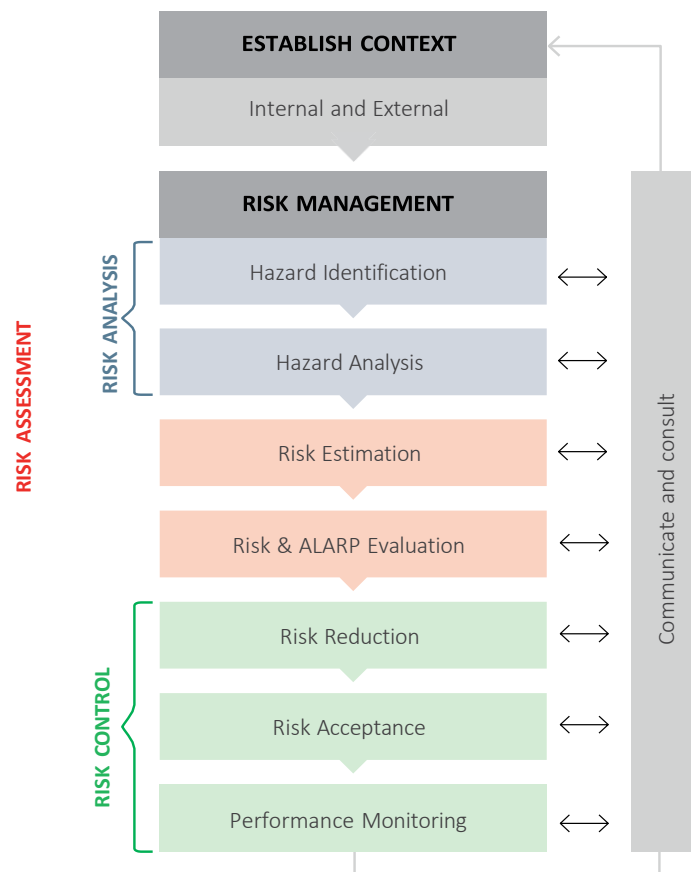 ESTABLISH CONTEXT
Internal and External
RISK MANAGEMENT
RISK ASSESSMENT
RISK ANALYSIS
Hazard Identification
Hazard Analysis
Risk Estimation
Risk & ALARP Evaluation
RISK CONTROL
Risk Reduction
Risk Acceptance
Performance Monitoring
Communicate and consult